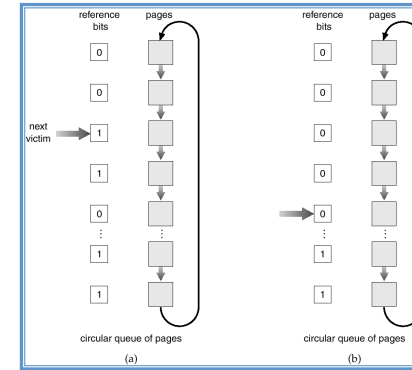 reference pages
bits
0
0
next
victim
1
1
0
1
1
circular queue of pages
(a)
reference pages
bits
0
0
0
0
0
1
1
circular queue of pages
(b)